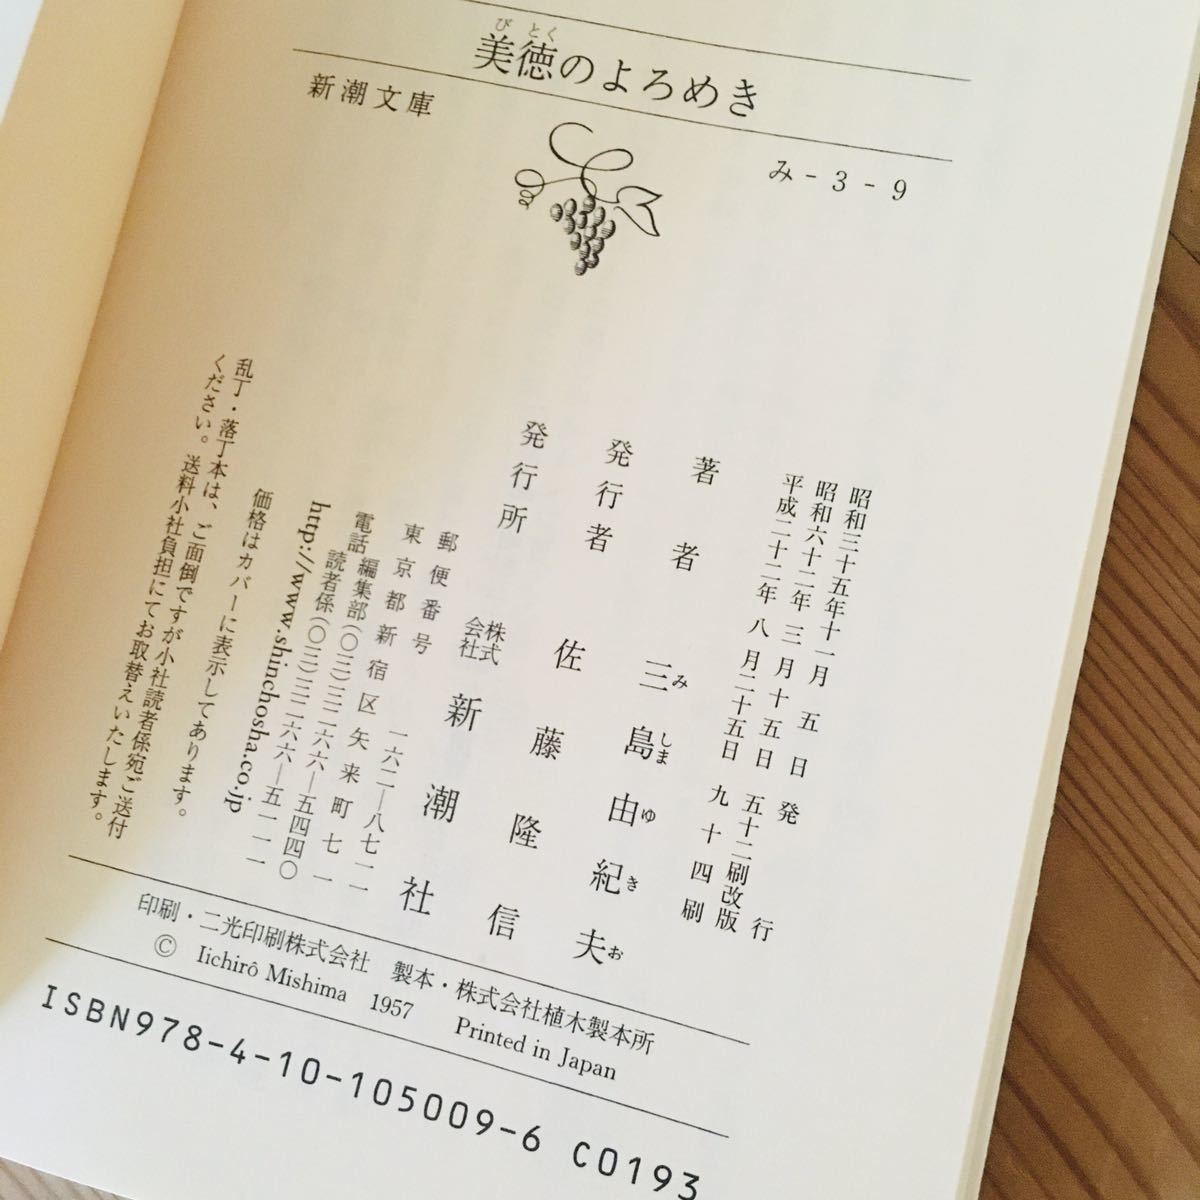 美徳のよろめき
新潮文庫
み-3-9
昭和三十五年十一月 五 日 発 行
昭和六十二年 三 月十五日 五十二刷改版
平成二十二年 八 月二十五日 九十四刷
著者 三島由紀夫
発行者 佐藤隆信
発行所 株式会社 新潮社
郵便番号 一六二―八七一一
東京都新宿区矢来町七一
電話 編集部(〇三)三二六六―五四四〇
読者係(〇三)三二六六―五一一一
http://www.shinchosha.co.jp
価格はカバーに表示してあります。
乱丁・落丁本は、ご面倒ですが小社読者係宛ご送付
ください。送料小社負担にてお取替えいたします。
印刷・二光印刷株式会社 製本・株式会社植木製本所
© Iichirô Mishima 1957 Printed in Japan
ISBN978-4-10-105009-6 C0193